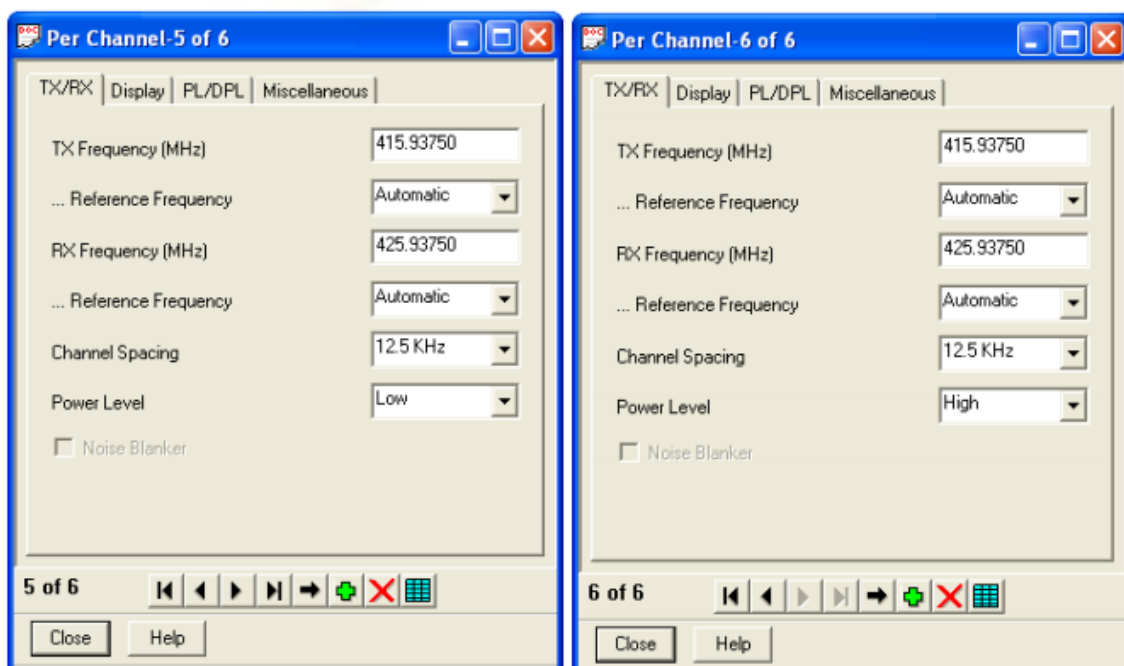 Per Channel-5 of 6
TX/RX Display PL/DPL Miscellaneous
TX Frequency (MHz) 415.93750
... Reference Frequency Automatic
RX Frequency (MHz) 425.93750
... Reference Frequency Automatic
Channel Spacing 12.5 KHz
Power Level Low
Noise Blanker
5 of 6
Close Help
Per Channel-6 of 6
TX/RX Display PL/DPL Miscellaneous
TX Frequency (MHz) 415.93750
... Reference Frequency Automatic
RX Frequency (MHz) 425.93750
... Reference Frequency Automatic
Channel Spacing 12.5 KHz
Power Level High
Noise Blanker
6 of 6
Close Help